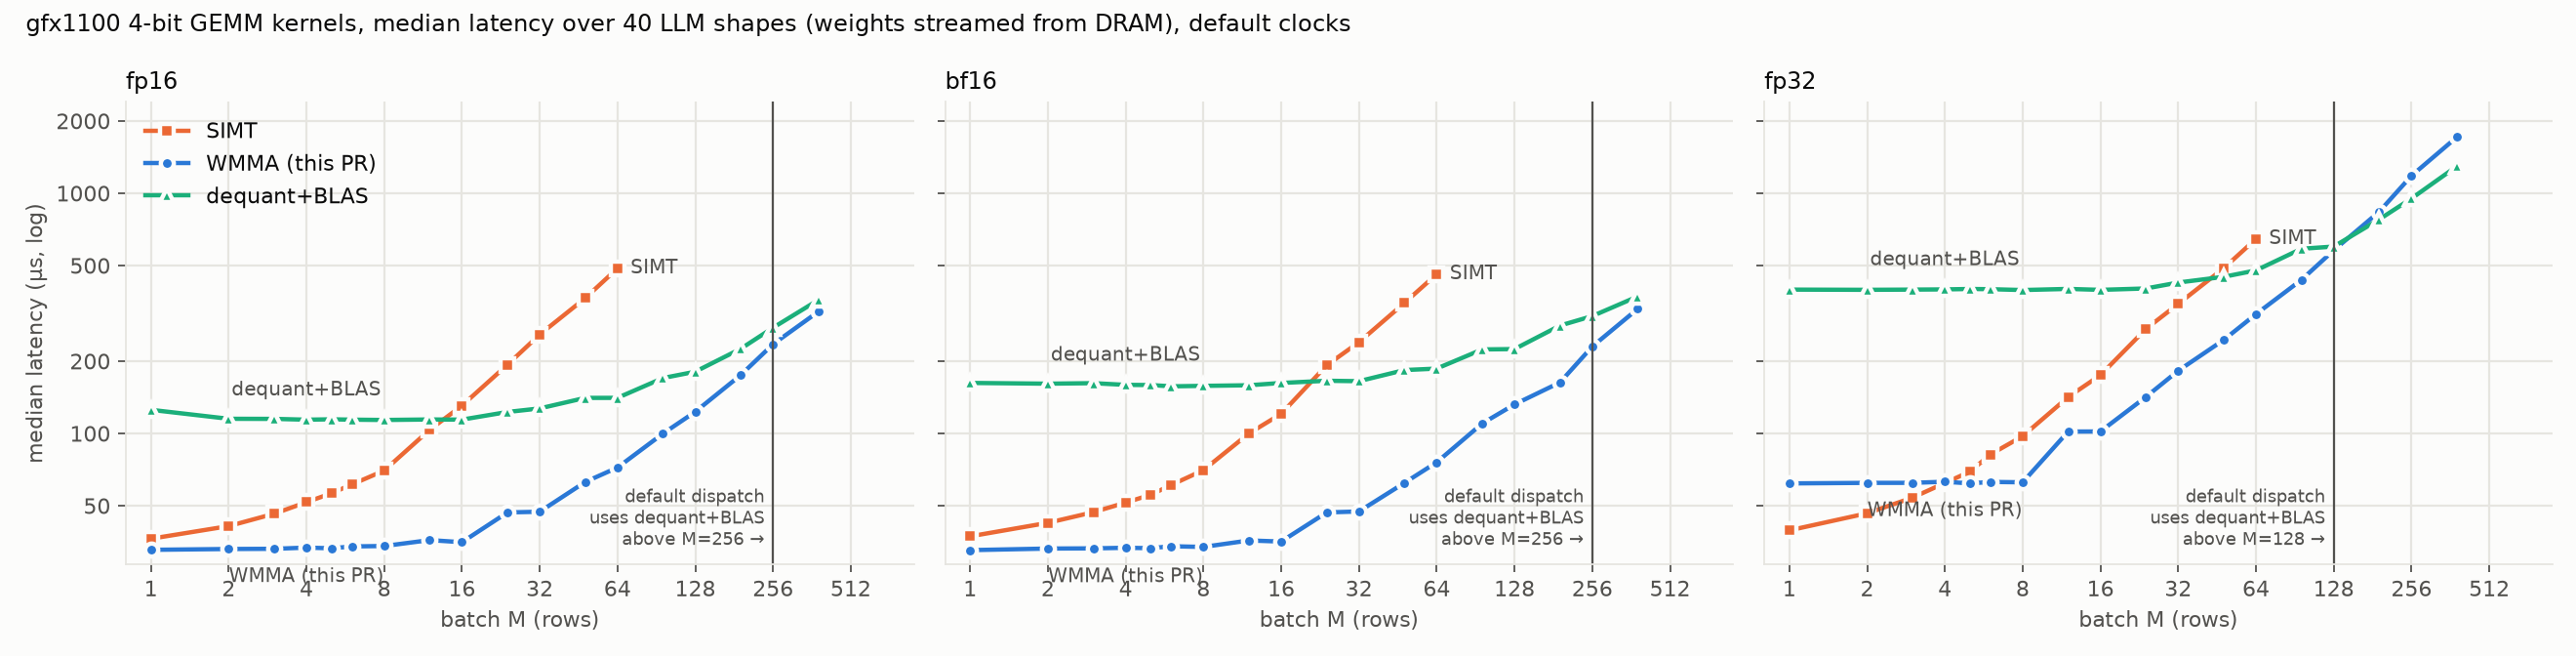 gfx1100 4-bit GEMM kernels, median latency over 40 LLM shapes (weights streamed from DRAM), default clocks
fp16
SIMT
WMMA (this PR)
dequant+BLAS
median latency (µs, log)
2000
1000
500
200
100
50
SIMT
dequant+BLAS
WMMA (this PR)
default dispatch
uses dequant+BLAS
above M=256 →
1 2 4 8 16 32 64 128 256 512
batch M (rows)
bf16
SIMT
dequant+BLAS
WMMA (this PR)
default dispatch
uses dequant+BLAS
above M=256 →
1 2 4 8 16 32 64 128 256 512
batch M (rows)
fp32
SIMT
dequant+BLAS
WMMA (this PR)
default dispatch
uses dequant+BLAS
above M=128 →
1 2 4 8 16 32 64 128 256 512
batch M (rows)